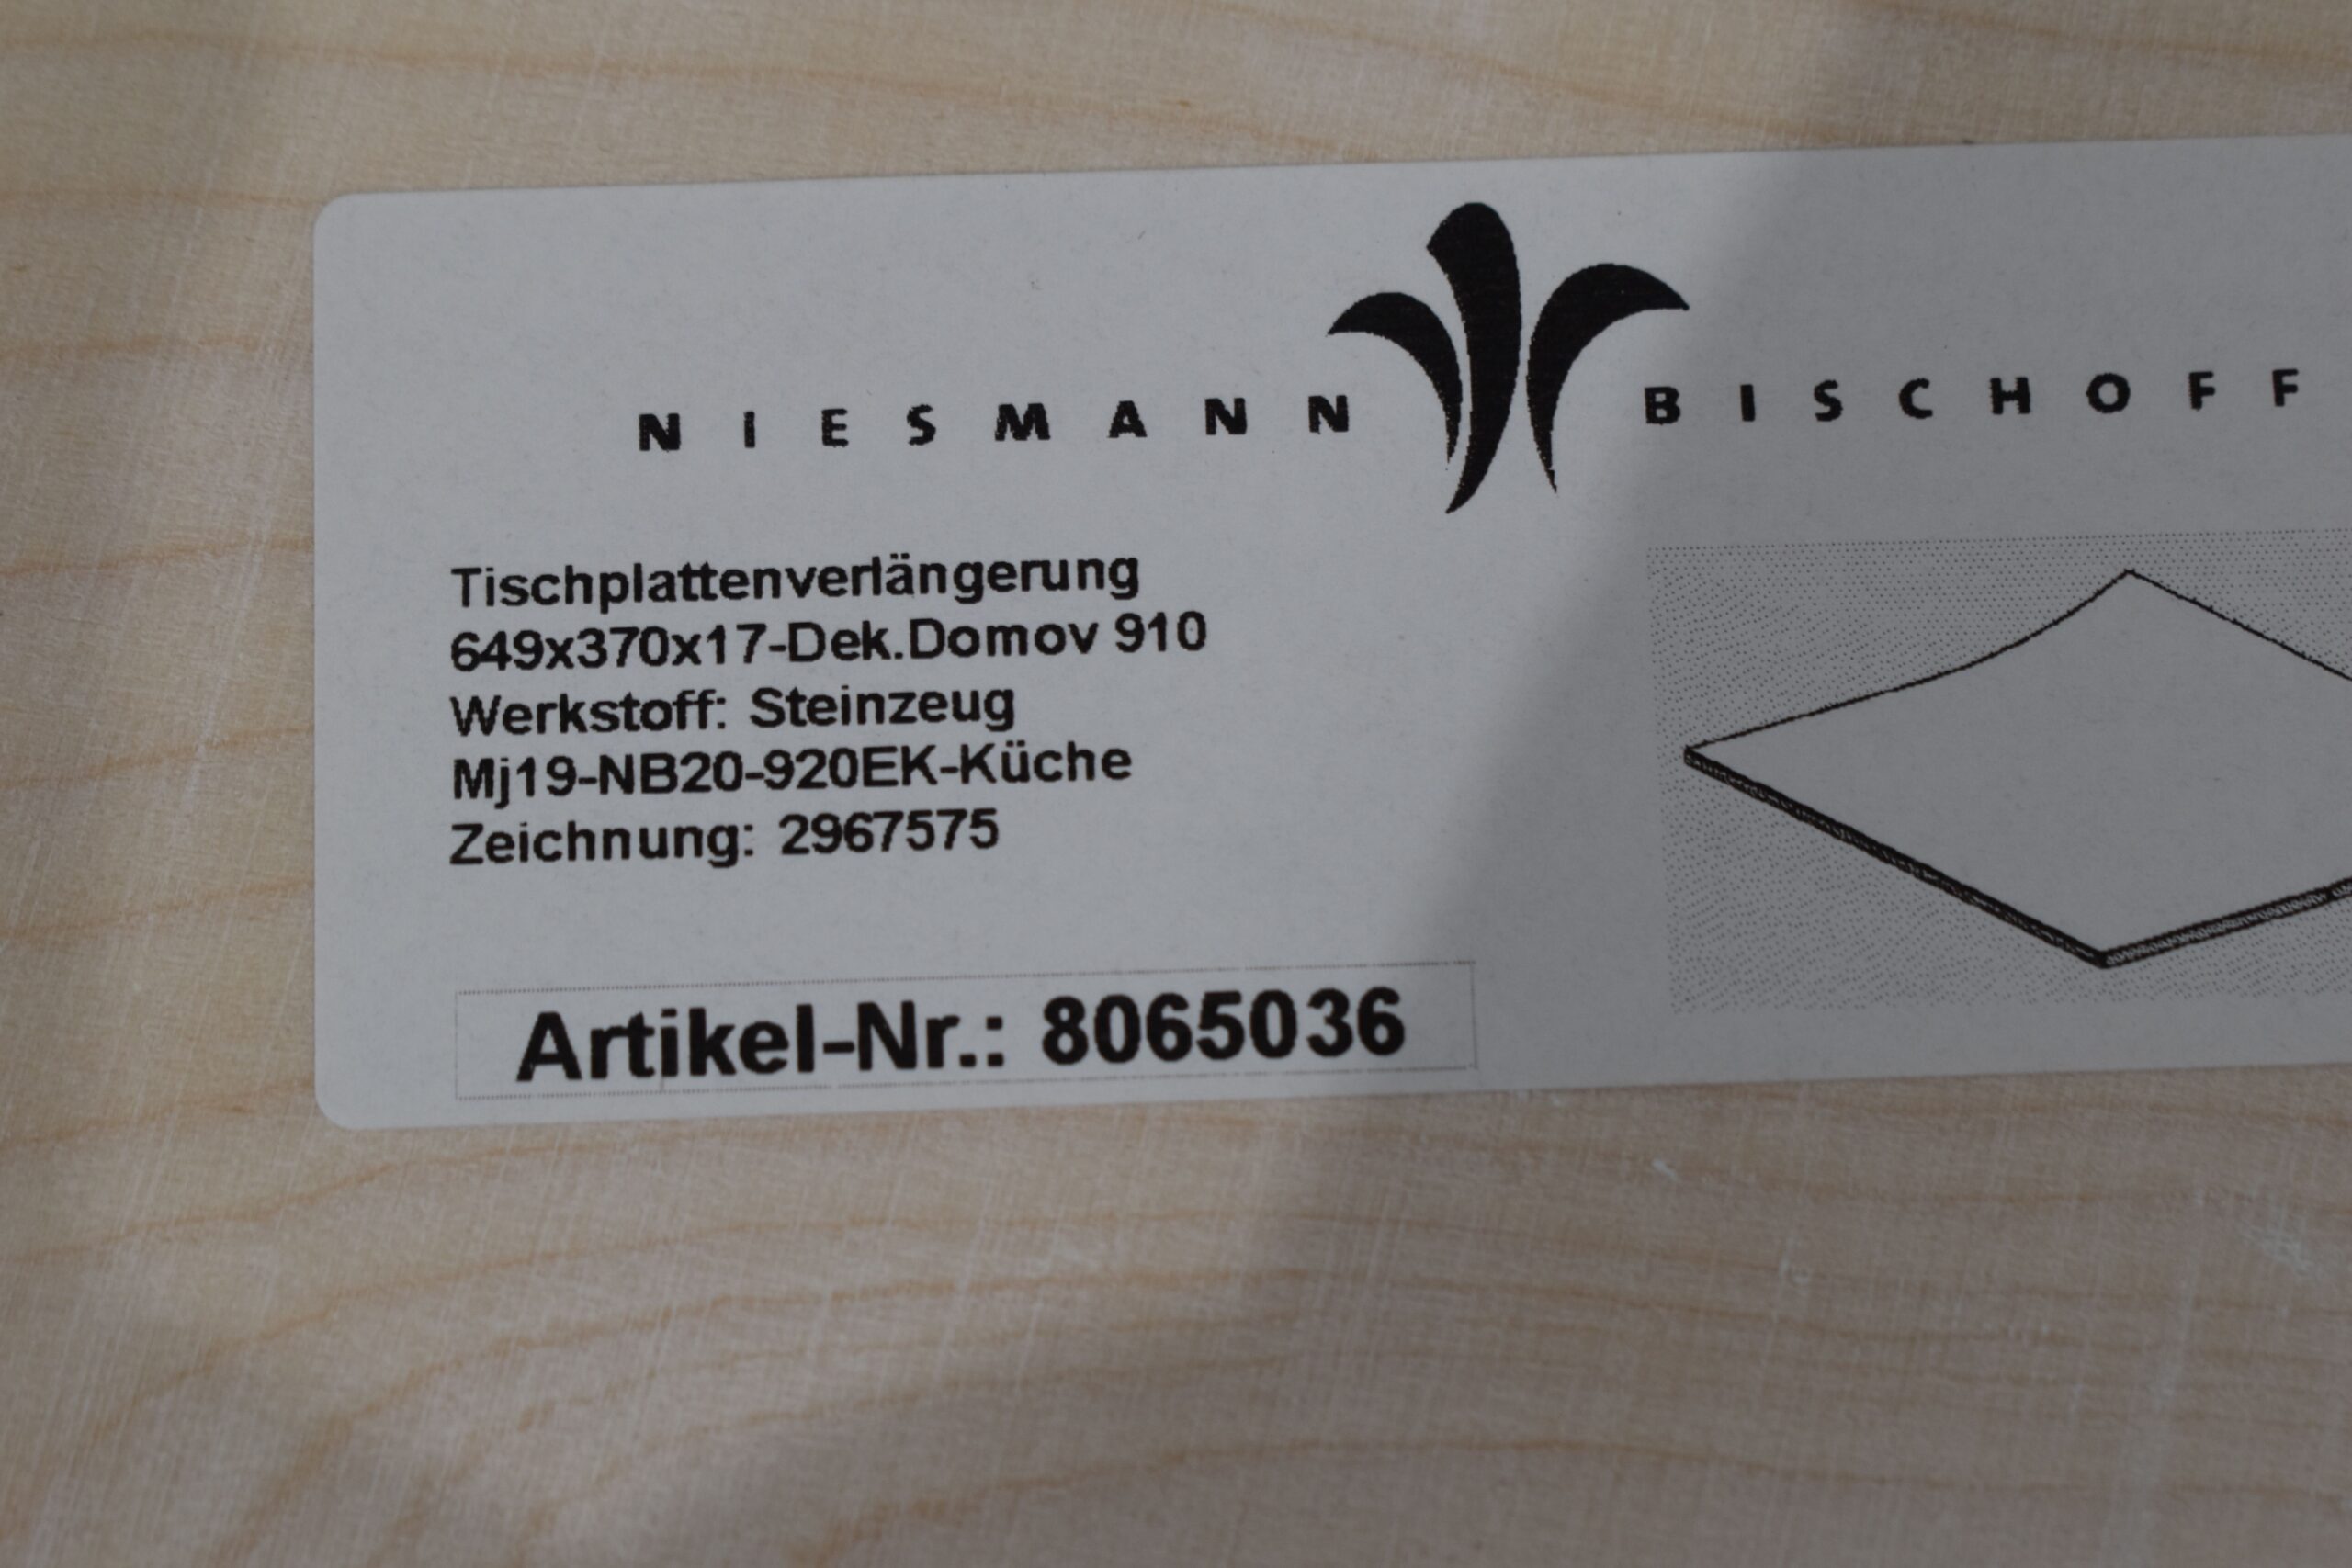 NIESMANN BISCHOFF
Tischplattenverlängerung
649x370x17-Dek.Domov 910
Werkstoff: Steinzeug
Mj19-NB20-920EK-Küche
Zeichnung: 2967575
Artikel-Nr.: 8065036